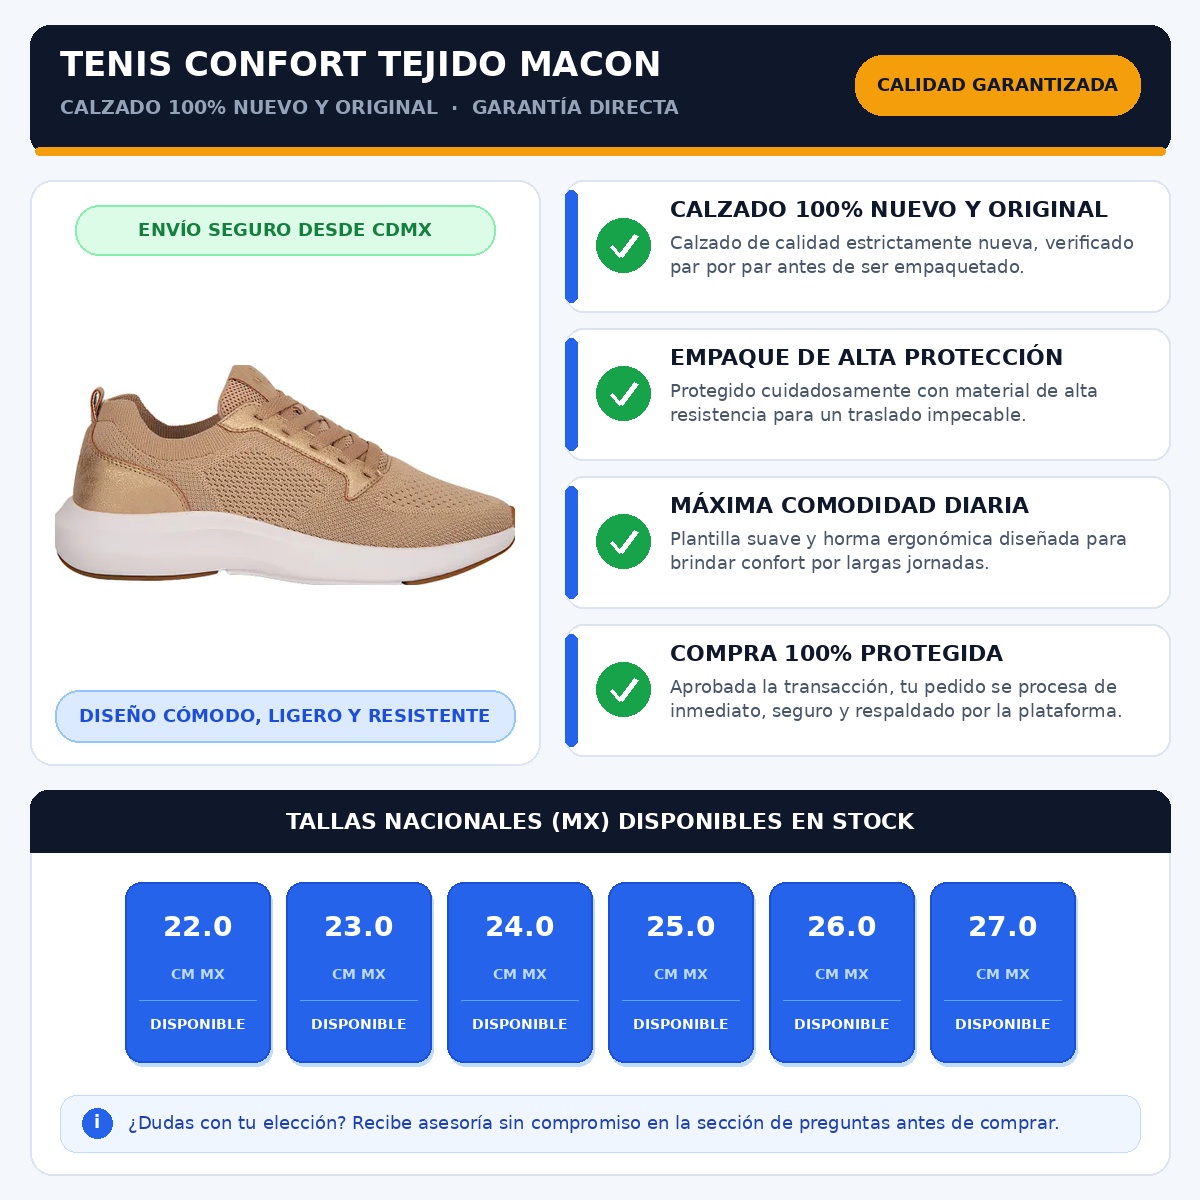 TENIS CONFORT TEJIDO MACON
CALZADO 100% NUEVO Y ORIGINAL · GARANTÍA DIRECTA
CALIDAD GARANTIZADA
ENVÍO SEGURO DESDE CDMX
DISEÑO CÓMODO, LIGERO Y RESISTENTE
CALZADO 100% NUEVO Y ORIGINAL
Calzado de calidad estrictamente nueva, verificado
par por par antes de ser empaquetado.
EMPAQUE DE ALTA PROTECCIÓN
Protegido cuidadosamente con material de alta
resistencia para un traslado impecable.
MÁXIMA COMODIDAD DIARIA
Plantilla suave y horma ergonómica diseñada para
brindar confort por largas jornadas.
COMPRA 100% PROTEGIDA
Aprobada la transacción, tu pedido se procesa de
inmediato, seguro y respaldado por la plataforma.
TALLAS NACIONALES (MX) DISPONIBLES EN STOCK
22.0
CM MX
DISPONIBLE
23.0
CM MX
DISPONIBLE
24.0
CM MX
DISPONIBLE
25.0
CM MX
DISPONIBLE
26.0
CM MX
DISPONIBLE
27.0
CM MX
DISPONIBLE
i ¿Dudas con tu elección? Recibe asesoría sin compromiso en la sección de preguntas antes de comprar.